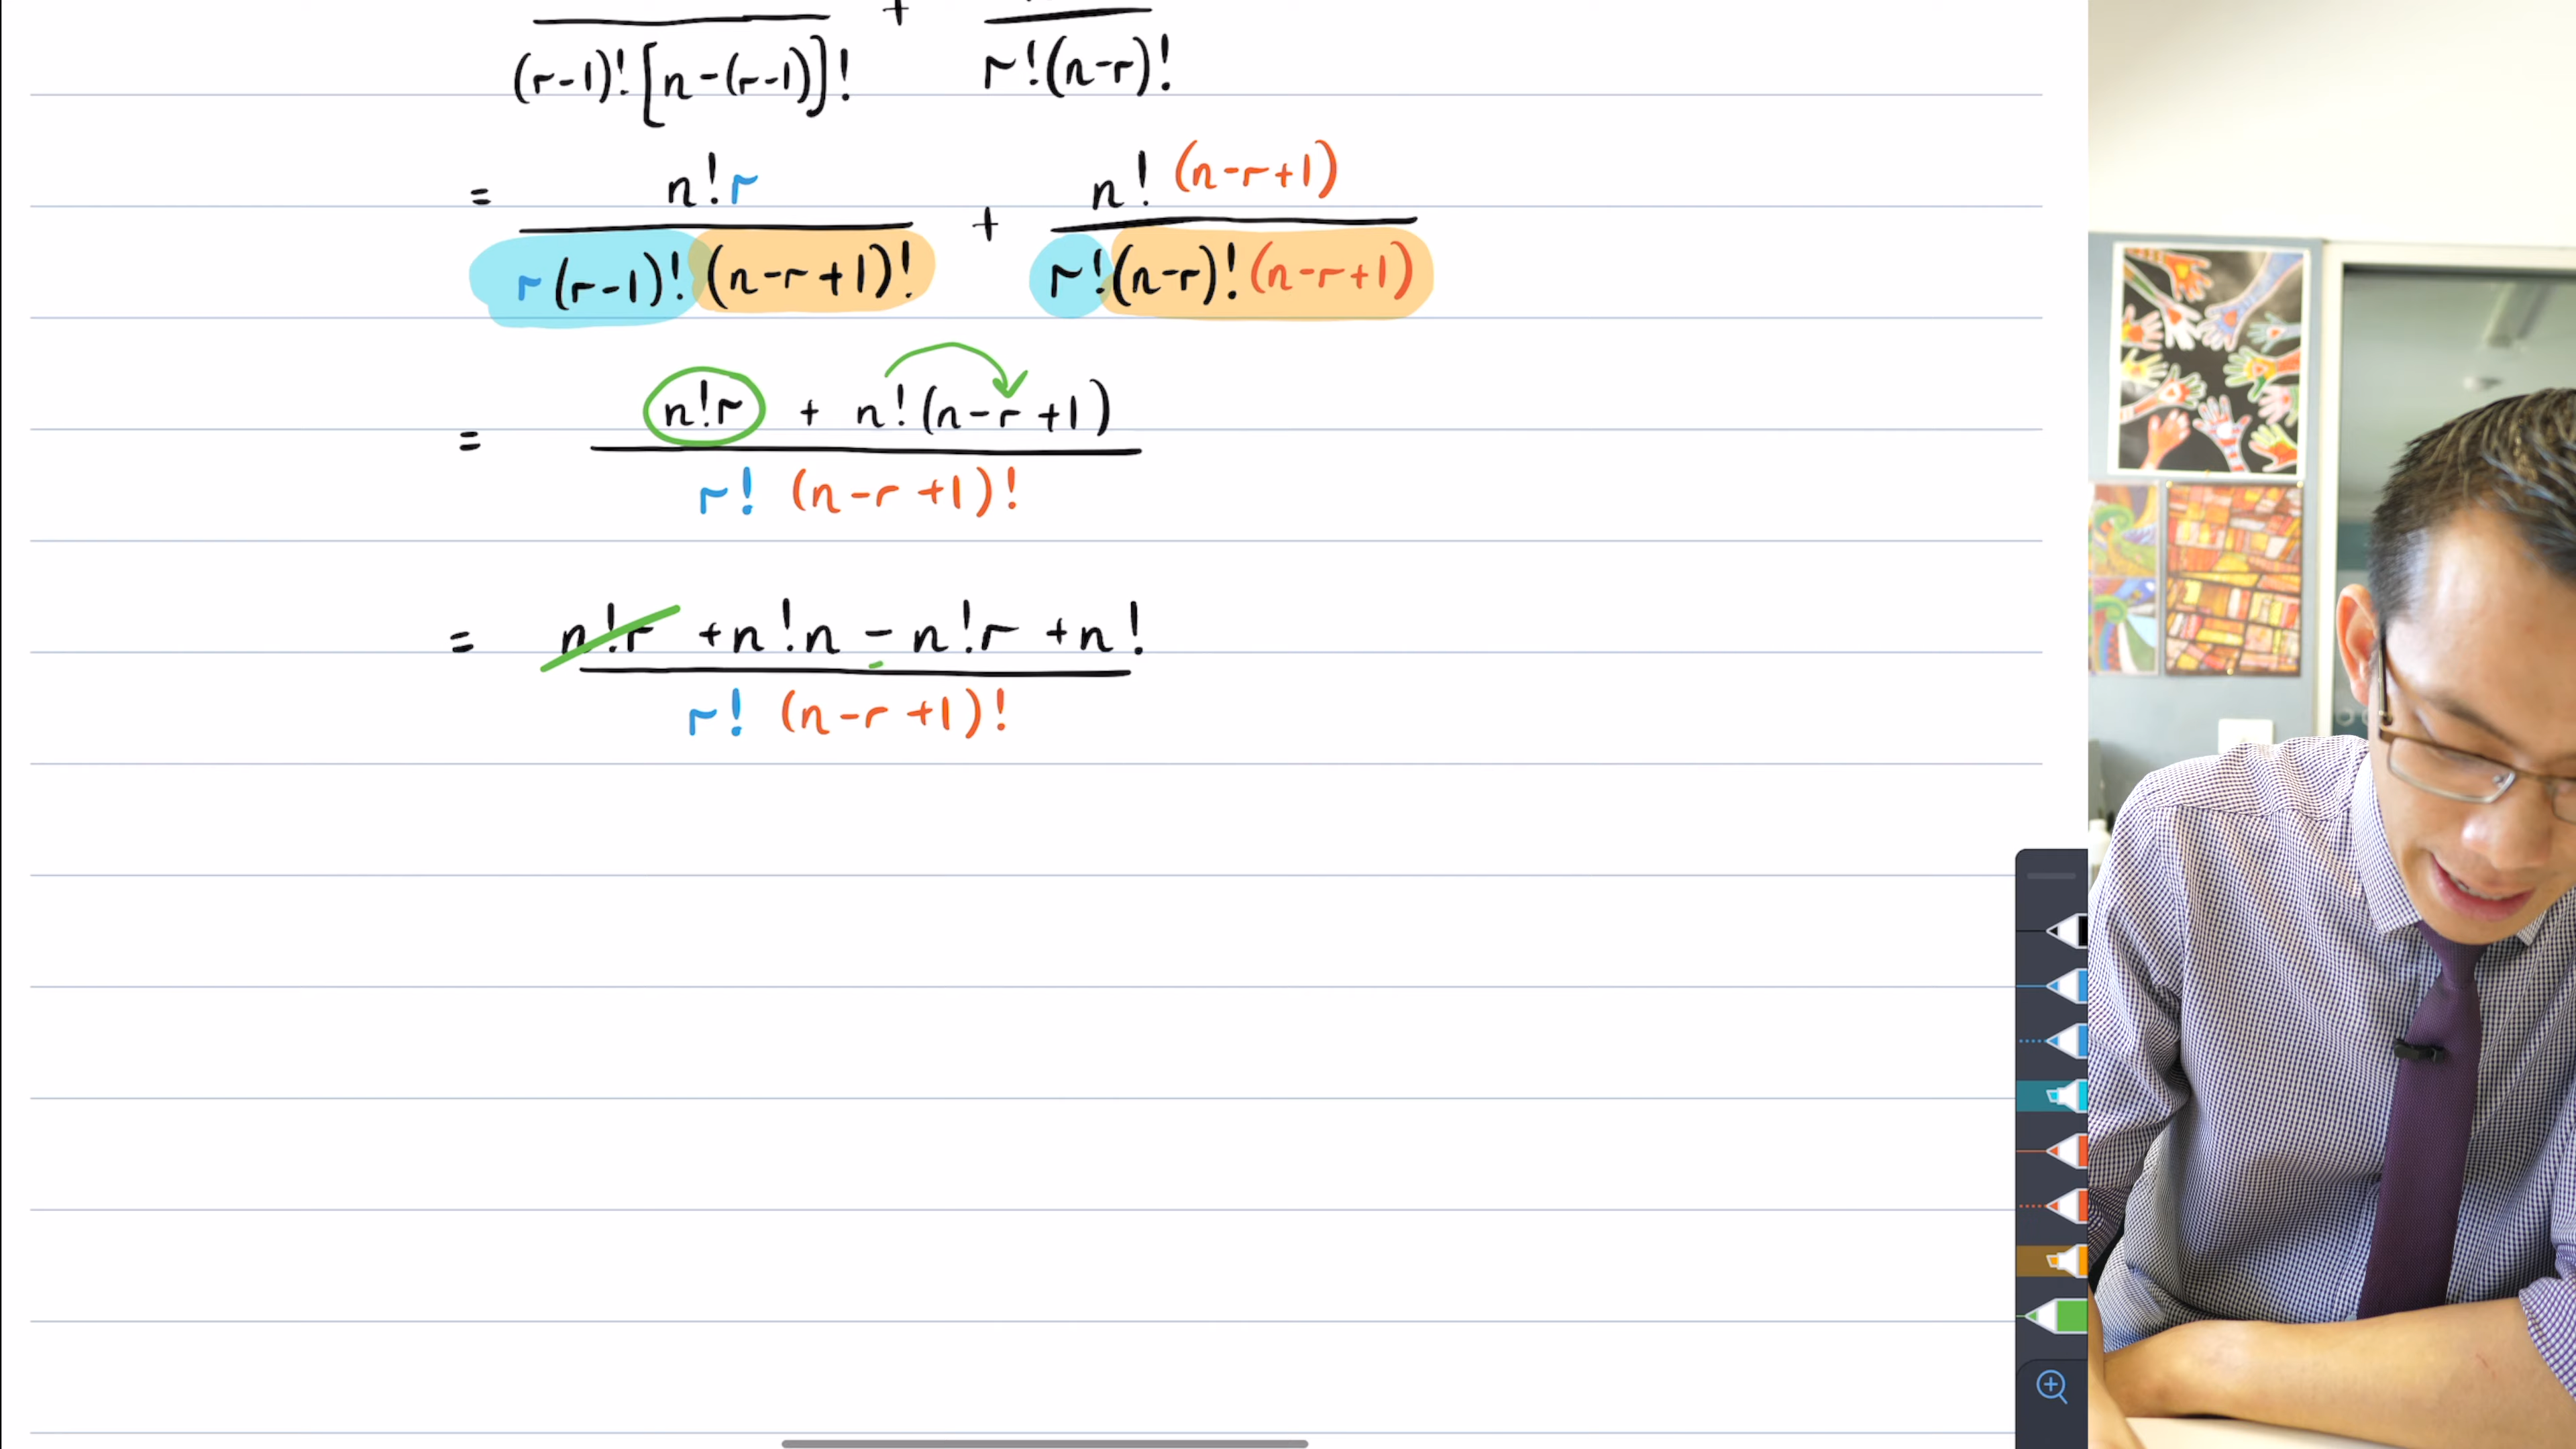 +
(r-1)! [n-(r-1)]! r!(n-r)!
= n!r / r(r-1)! (n-r+1)! + n! (n-r+1) / r!(n-r)! (n-r+1)
= n!r + n!(n-r+1) / r! (n-r+1)!
= n!r +n!n - n!r +n! / r! (n-r+1)!